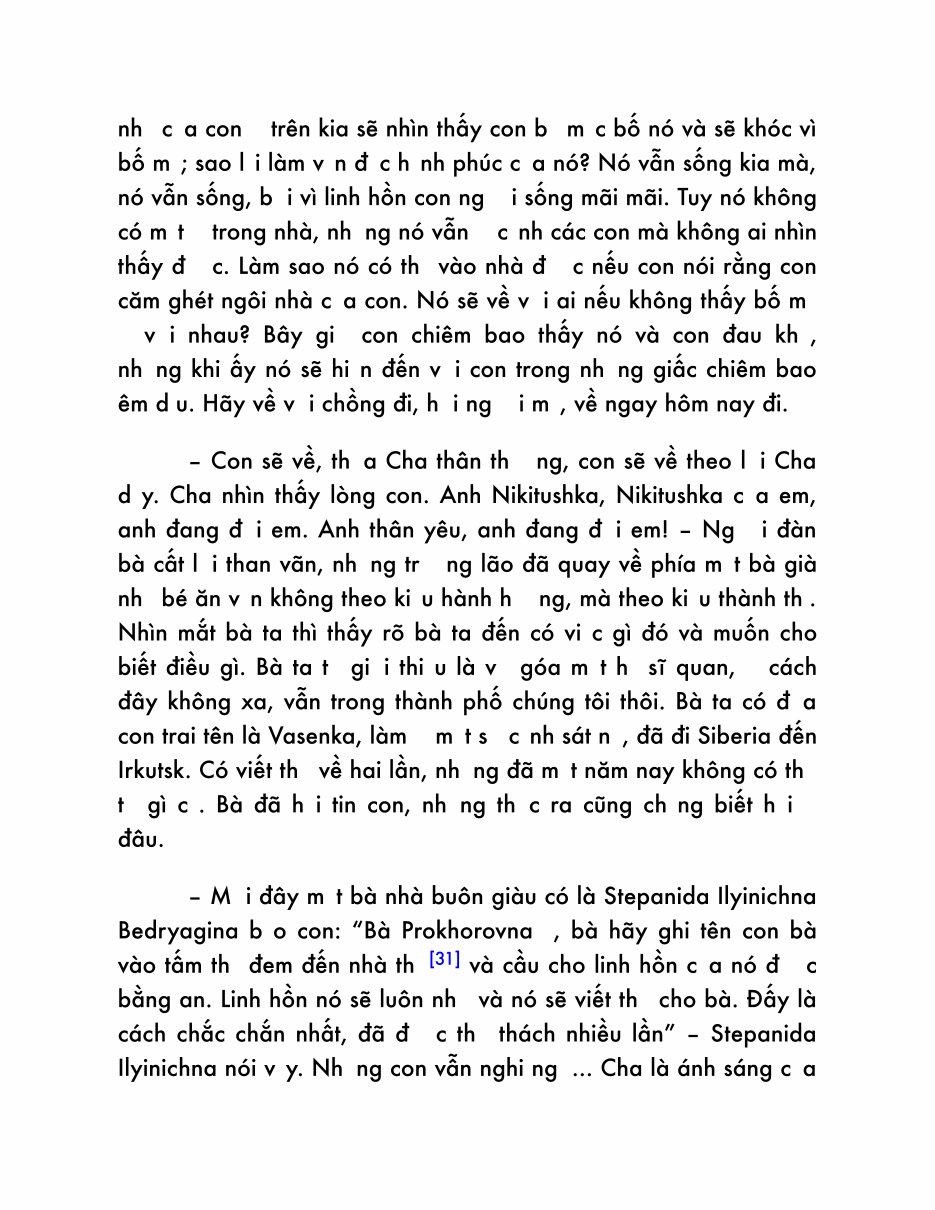 nh c a con trên kia sẽ nhìn thấy con b m c bố nó và sẽ khóc vì
bố m ; sao l i làm v n đ c h nh phúc c a nó? Nó vẫn sống kia mà,
nó vẫn sống, b i vì linh hồn con ng i sống mãi mãi. Tuy nó không
có m t trong nhà, nh ng nó vẫn c nh các con mà không ai nhìn
thấy đ c. Làm sao nó có th vào nhà đ c nếu con nói rằng con
căm ghét ngôi nhà c a con. Nó sẽ về v i ai nếu không thấy bố m
v i nhau? Bây gi con chiêm bao thấy nó và con đau kh ,
nh ng khi ấy nó sẽ hi n đến v i con trong nh ng giấc chiêm bao
êm d u. Hãy về v i chồng đi, h i ng i m , về ngay hôm nay đi.
– Con sẽ về, th a Cha thân th ng, con sẽ về theo l i Cha
d y. Cha nhìn thấy lòng con. Anh Nikitushka, Nikitushka c a em,
anh đang đ i em. Anh thân yêu, anh đang đ i em! – Ng i đàn
bà cất l i than vãn, nh ng tr ng lão đã quay về phía m t bà già
nh bé ăn v n không theo ki u hành h ng, mà theo ki u thành th .
Nhìn mắt bà ta thì thấy rõ bà ta đến có vi c gì đó và muốn cho
biết điều gì. Bà ta t gi i thi u là v góa m t h sĩ quan, cách
đây không xa, vẫn trong thành phố chúng tôi thôi. Bà ta có đ a
con trai tên là Vasenka, làm m t s c nh sát n , đã đi Siberia đến
Irkutsk. Có viết th về hai lần, nh ng đã m t năm nay không có th
t gì c . Bà đã h i tin con, nh ng th c ra cũng ch ng biết h i
đâu.
– M i đây m t bà nhà buôn giàu có là Stepanida Ilyinichna
Bedryagina b o con: “Bà Prokhorovna , bà hãy ghi tên con bà
vào tấm th đem đến nhà th [31] và cầu cho linh hồn c a nó đ c
bằng an. Linh hồn nó sẽ luôn nh và nó sẽ viết th cho bà. Đấy là
cách chắc chắn nhất, đã đ c th thách nhiều lần” – Stepanida
Ilyinichna nói v y. Nh ng con vẫn nghi ng ... Cha là ánh sáng c a